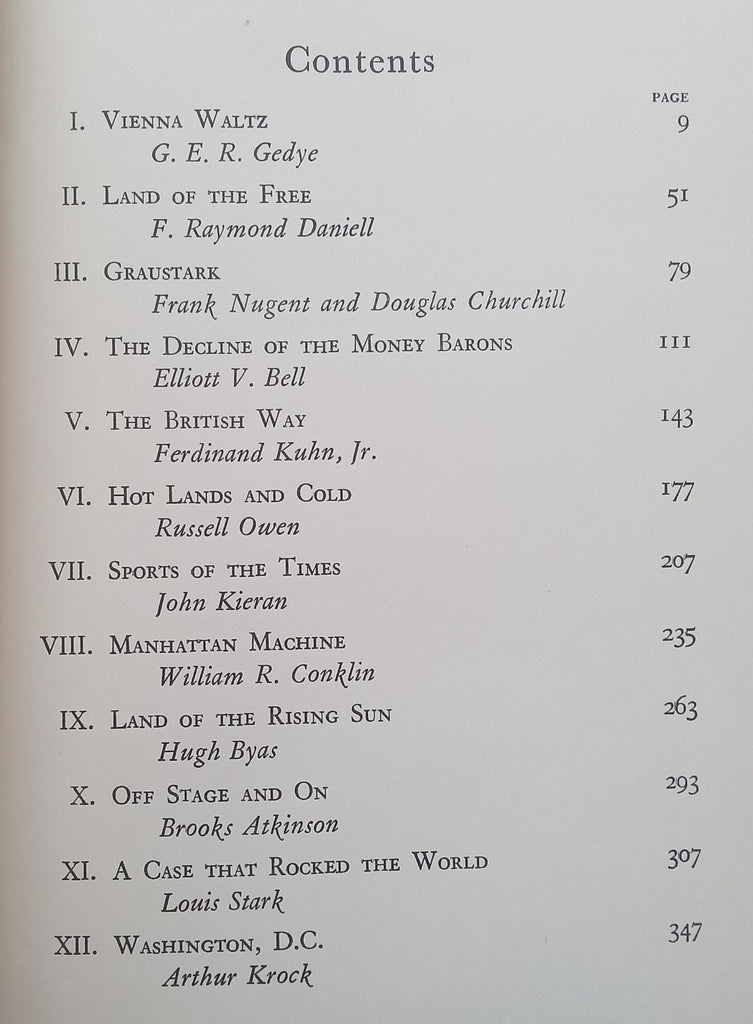 Contents
PAGE
I. VIENNA WALTZ 9
G. E. R. Gedye
II. LAND OF THE FREE 51
F. Raymond Daniell
III. GRAUSTARK 79
Frank Nugent and Douglas Churchill
IV. THE DECLINE OF THE MONEY BARONS 111
Elliott V. Bell
V. THE BRITISH WAY 143
Ferdinand Kuhn, Jr.
VI. HOT LANDS AND COLD 177
Russell Owen
VII. SPORTS OF THE TIMES 207
John Kieran
VIII. MANHATTAN MACHINE 235
William R. Conklin
IX. LAND OF THE RISING SUN 263
Hugh Byas
X. OFF STAGE AND ON 293
Brooks Atkinson
XI. A CASE THAT ROCKED THE WORLD 307
Louis Stark
XII. WASHINGTON, D.C. 347
Arthur Krock